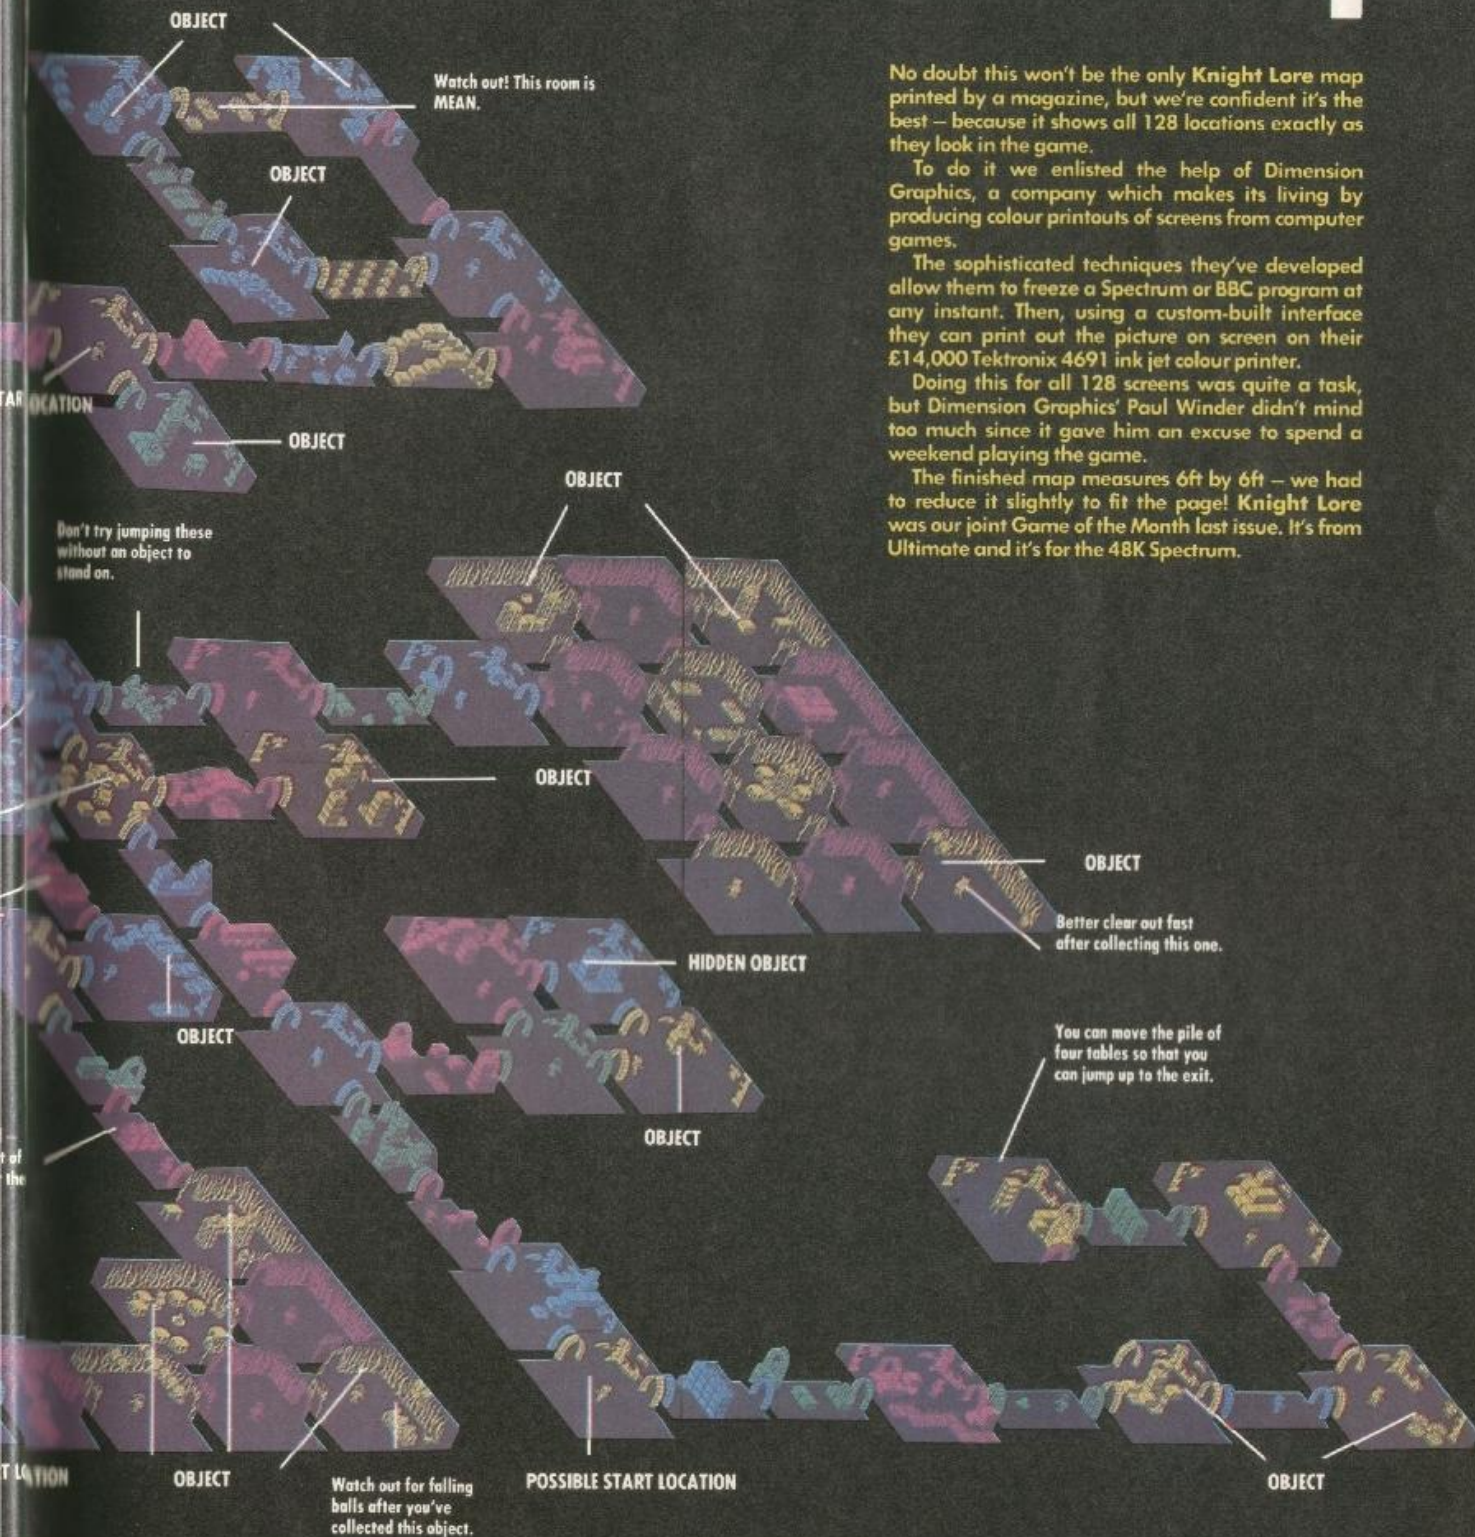 OBJECT
Watch out! This room is
MEAN.
OBJECT
OCATION
OBJECT
OBJECT
Don't try jumping these
without an object to
stand on.
OBJECT
OBJECT
Better clear out fast
after collecting this one.
HIDDEN OBJECT
OBJECT
You can move the pile of
four tables so that you
can jump up to the exit.
OBJECT
t of
the
OBJECT
Watch out for falling
balls after you've
collected this object.
POSSIBLE START LOCATION
OBJECT
No doubt this won't be the only Knight Lore map
printed by a magazine, but we're confident it's the
best – because it shows all 128 locations exactly as
they look in the game.
To do it we enlisted the help of Dimension
Graphics, a company which makes its living by
producing colour printouts of screens from computer
games.
The sophisticated techniques they've developed
allow them to freeze a Spectrum or BBC program at
any instant. Then, using a custom-built interface
they can print out the picture on screen on their
£14,000 Tektronix 4691 ink jet colour printer.
Doing this for all 128 screens was quite a task,
but Dimension Graphics' Paul Winder didn't mind
too much since it gave him an excuse to spend a
weekend playing the game.
The finished map measures 6ft by 6ft – we had
to reduce it slightly to fit the page! Knight Lore
was our joint Game of the Month last issue. It's from
Ultimate and it's for the 48K Spectrum.